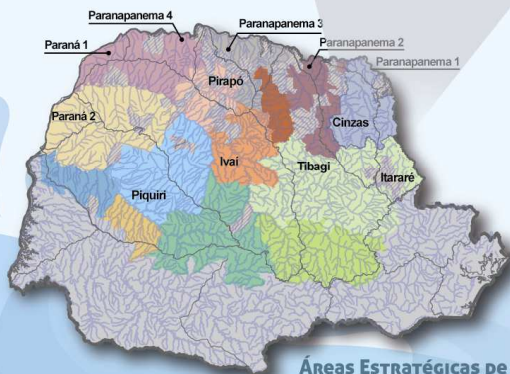 Paranapanema 4
Paranapanema 3
Paraná 1
Paranapanema 2
Paranapanema 1
Pirapó
Paraná 2
Cinzas
Ivaí
Tibagi
Itararé
Piquiri
ÁREAS ESTRATÉGICAS DE